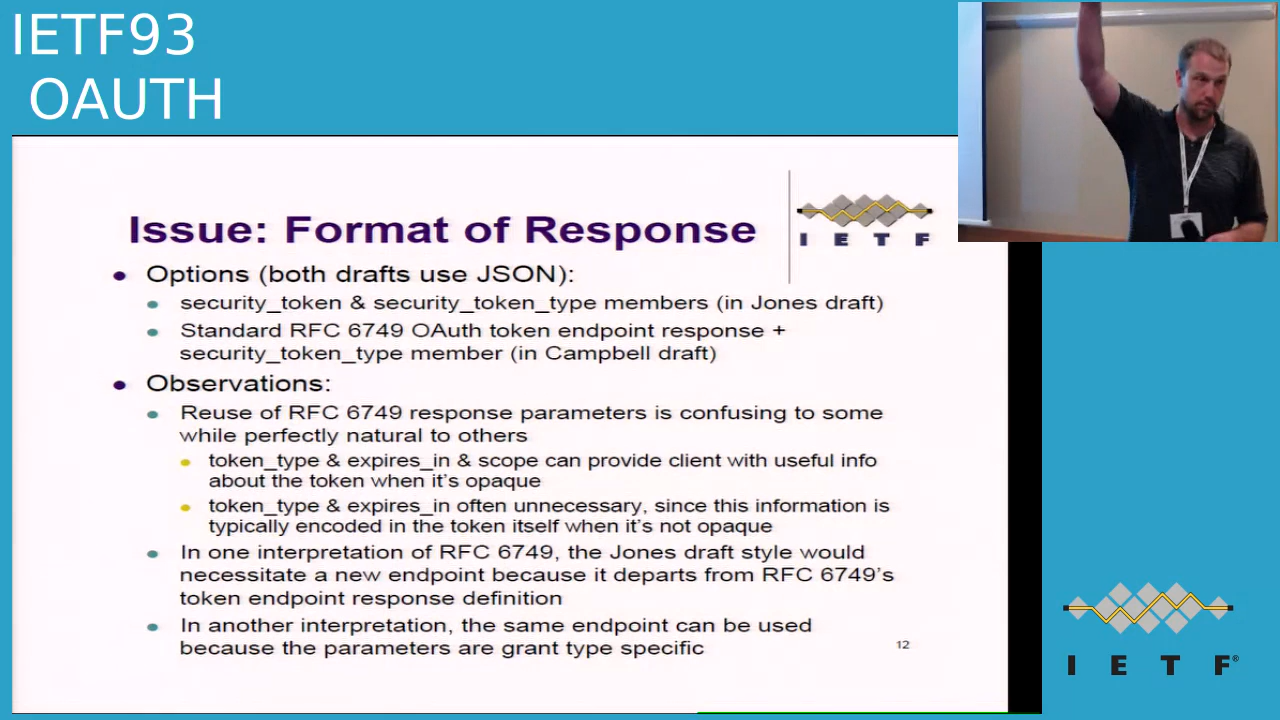 IETF93
OAUTH
Issue: Format of Response
I E T F
Options (both drafts use JSON):
security_token & security_token_type members (in Jones draft)
Standard RFC 6749 OAuth token endpoint response +
security_token_type member (in Campbell draft)
Observations:
Reuse of RFC 6749 response parameters is confusing to some
while perfectly natural to others
token_type & expires_in & scope can provide client with useful info
about the token when it's opaque
token_type & expires_in often unnecessary, since this information is
typically encoded in the token itself when it's not opaque
In one interpretation of RFC 6749, the Jones draft style would
necessitate a new endpoint because it departs from RFC 6749's
token endpoint response definition
In another interpretation, the same endpoint can be used
because the parameters are grant type specific
12
I E T F®